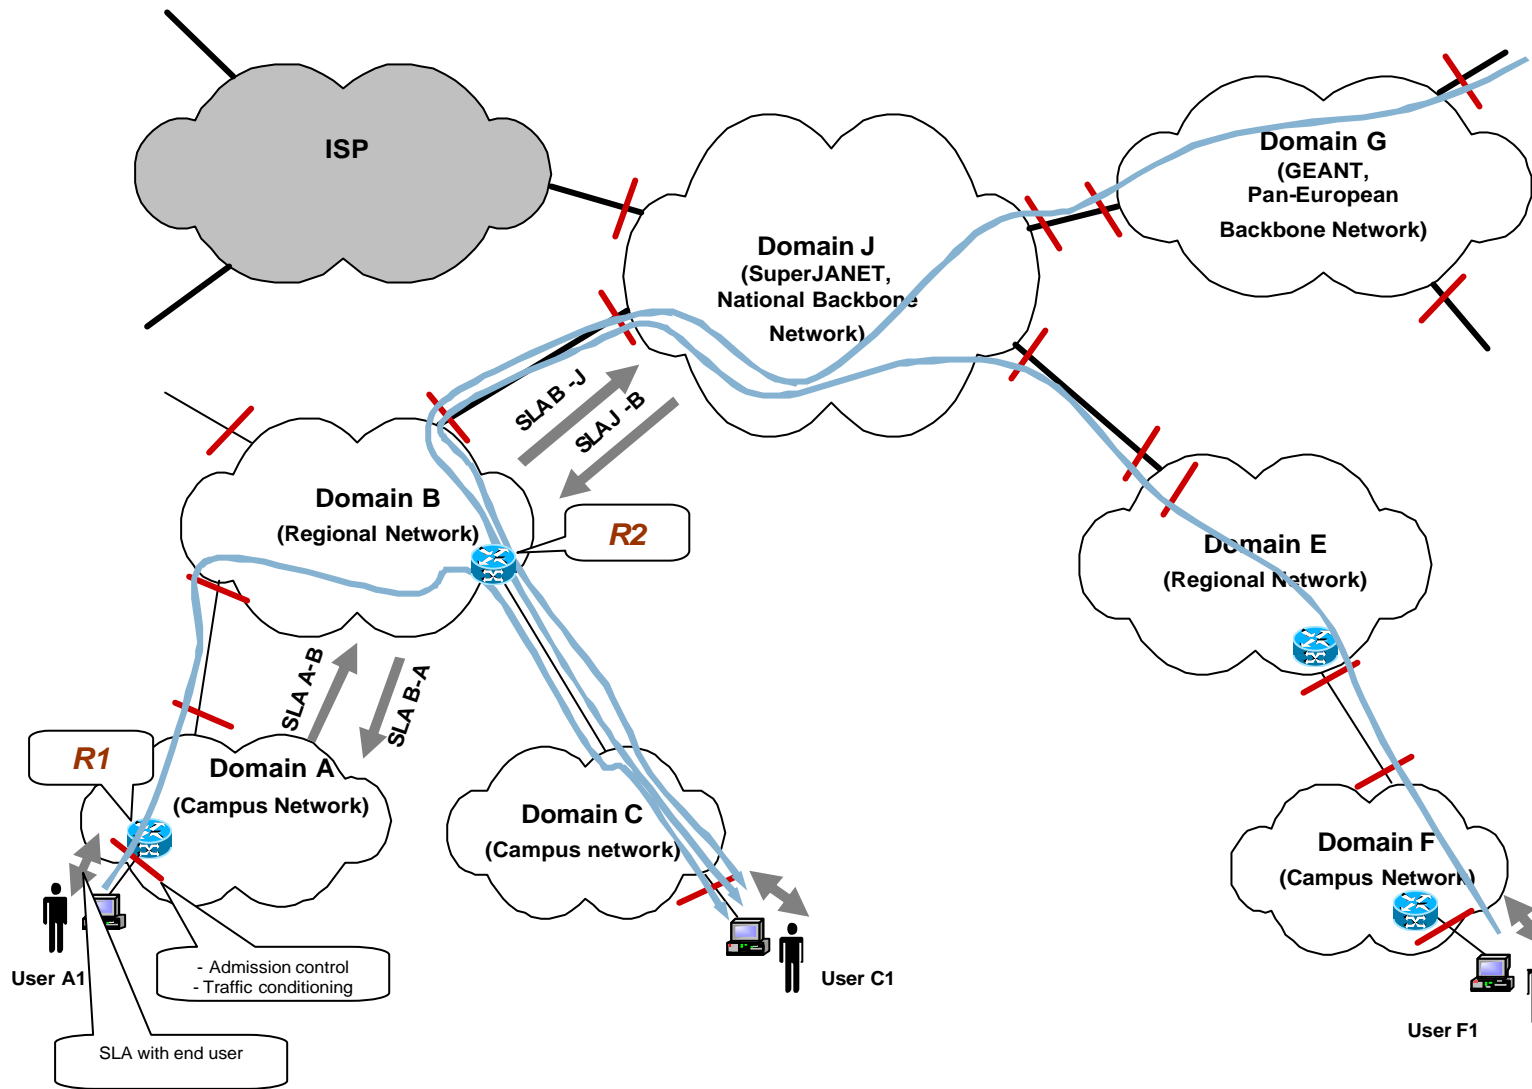 ISP
Domain G
(GEANT,
Pan-European
Backbone Network)
Domain J
(SuperJANET,
National Backbone
Network)
SLA B -J
SLA J -B
Domain B
(Regional Network)
R2
Domain E
(Regional Network)
SLA A-B
SLA B-A
R1
Domain A
(Campus Network)
Domain C
(Campus network)
Domain F
(Campus Network)
User A1
- Admission control
- Traffic conditioning
User C1
User F1
SLA with end user